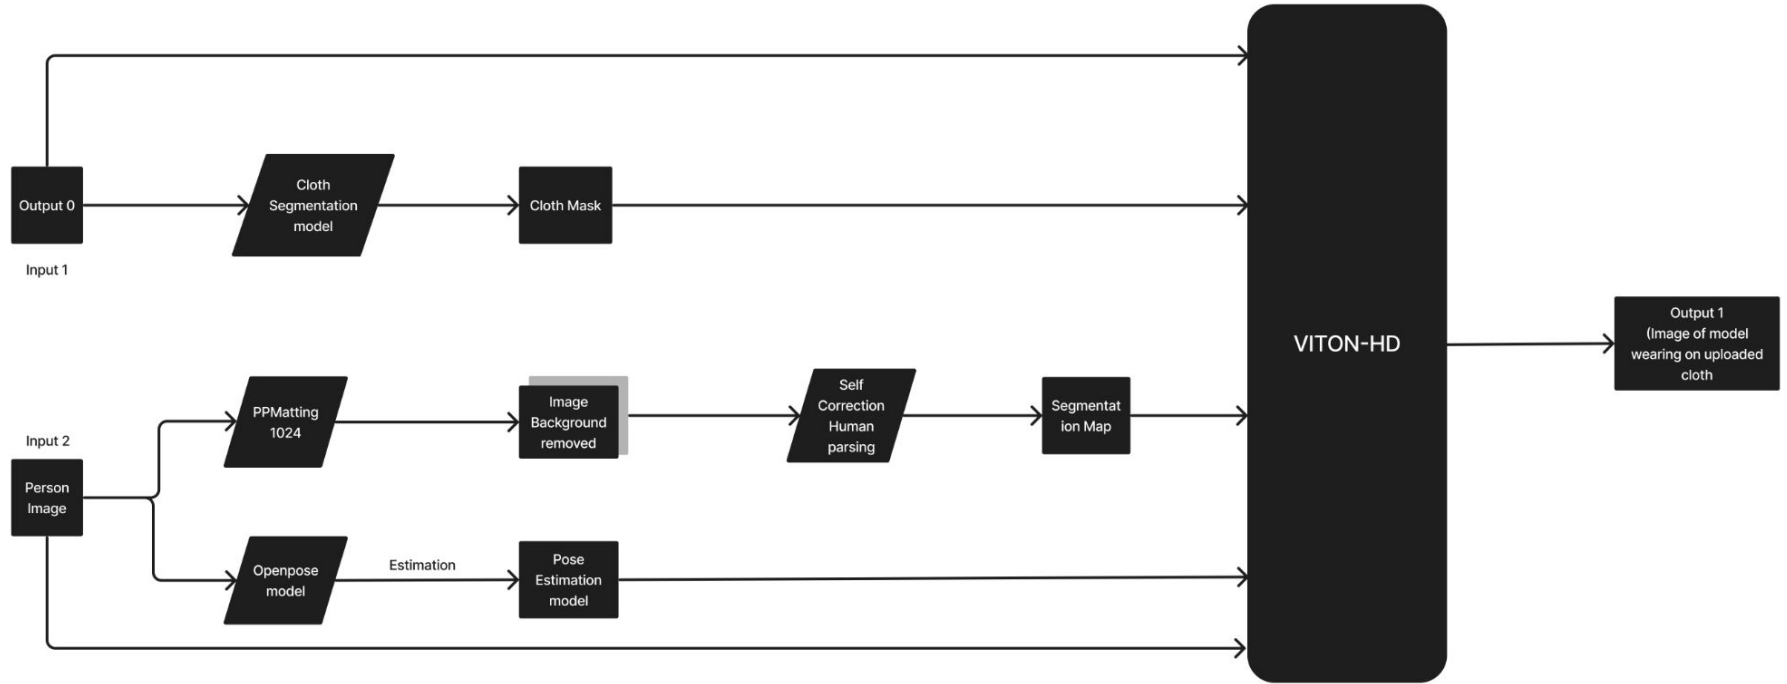 Output 0
Input 1
Cloth
Segmentation
model
Cloth Mask
Input 2
Person
Image
PPMatting
1024
Image
Background
removed
Self
Correction
Human
parsing
Segmentat
ion Map
Openpose
model
Estimation
Pose
Estimation
model
VITON-HD
Output 1
(Image of model
wearing on uploaded
cloth